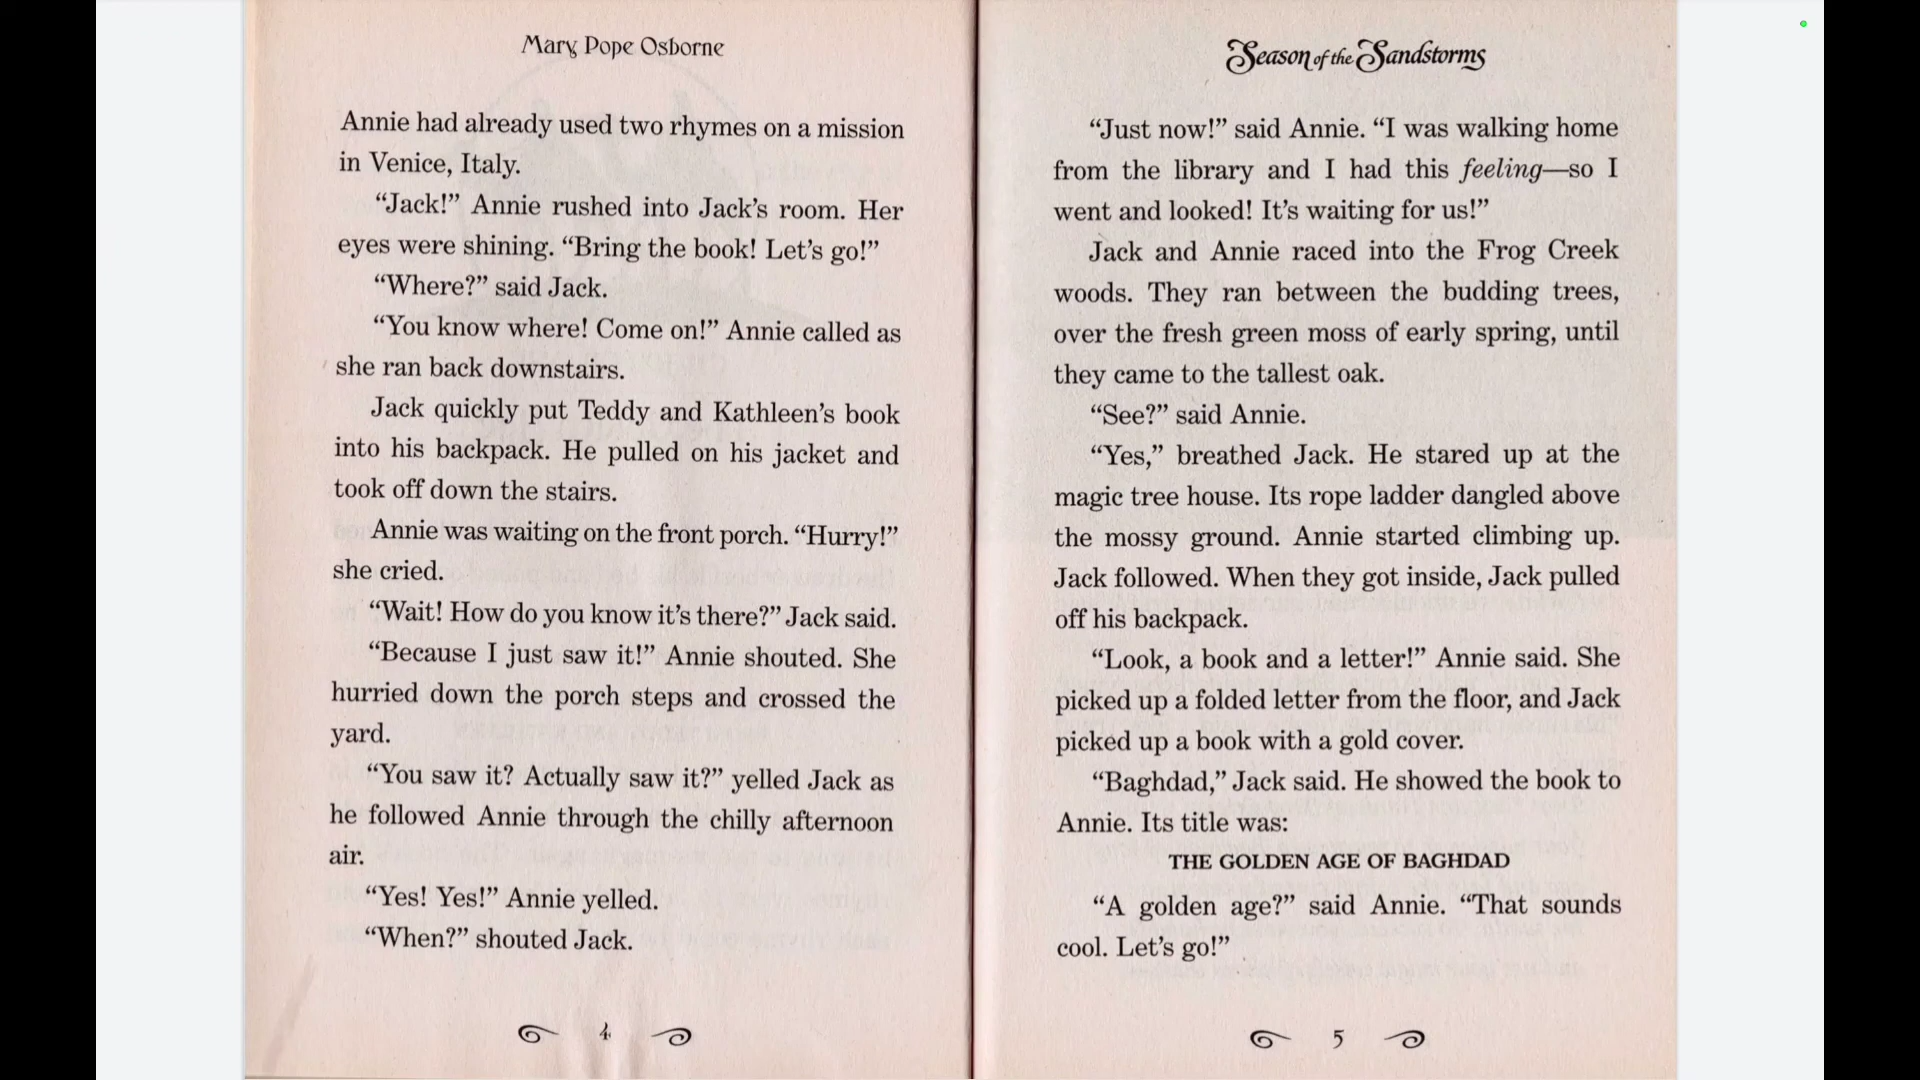 Mary Pope Osborne
Annie had already used two rhymes on a mission
in Venice, Italy.
“Jack!” Annie rushed into Jack’s room. Her
eyes were shining. “Bring the book! Let’s go!”
“Where?” said Jack.
“You know where! Come on!” Annie called as
she ran back downstairs.
Jack quickly put Teddy and Kathleen’s book
into his backpack. He pulled on his jacket and
took off down the stairs.
Annie was waiting on the front porch. “Hurry!”
she cried.
“Wait! How do you know it’s there?” Jack said.
“Because I just saw it!” Annie shouted. She
hurried down the porch steps and crossed the
yard.
“You saw it? Actually saw it?” yelled Jack as
he followed Annie through the chilly afternoon
air.
“Yes! Yes!” Annie yelled.
“When?” shouted Jack.
4
Season of the Sandstorms
“Just now!” said Annie. “I was walking home
from the library and I had this feeling—so I
went and looked! It’s waiting for us!”
Jack and Annie raced into the Frog Creek
woods. They ran between the budding trees,
over the fresh green moss of early spring, until
they came to the tallest oak.
“See?” said Annie.
“Yes,” breathed Jack. He stared up at the
magic tree house. Its rope ladder dangled above
the mossy ground. Annie started climbing up.
Jack followed. When they got inside, Jack pulled
off his backpack.
“Look, a book and a letter!” Annie said. She
picked up a folded letter from the floor, and Jack
picked up a book with a gold cover.
“Baghdad,” Jack said. He showed the book to
Annie. Its title was:
THE GOLDEN AGE OF BAGHDAD
“A golden age?” said Annie. “That sounds
cool. Let’s go!”
5